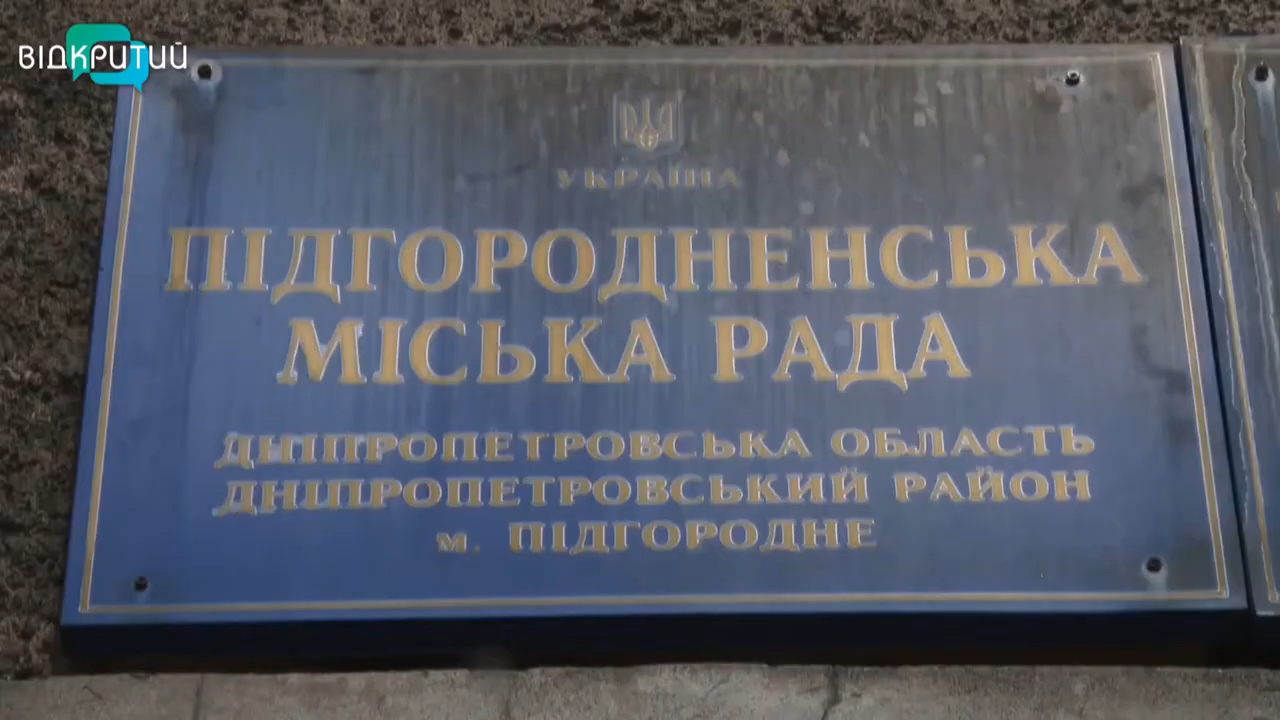 ВІДКРИТИЙ
УКРАЇНА
ПІДГОРОДНЕНСЬКА
МІСЬКА РАДА
ДНІПРОПЕТРОВСЬКА ОБЛАСТЬ
ДНІПРОПЕТРОВСЬКИЙ РАЙОН
м. ПІДГОРОДНЕ